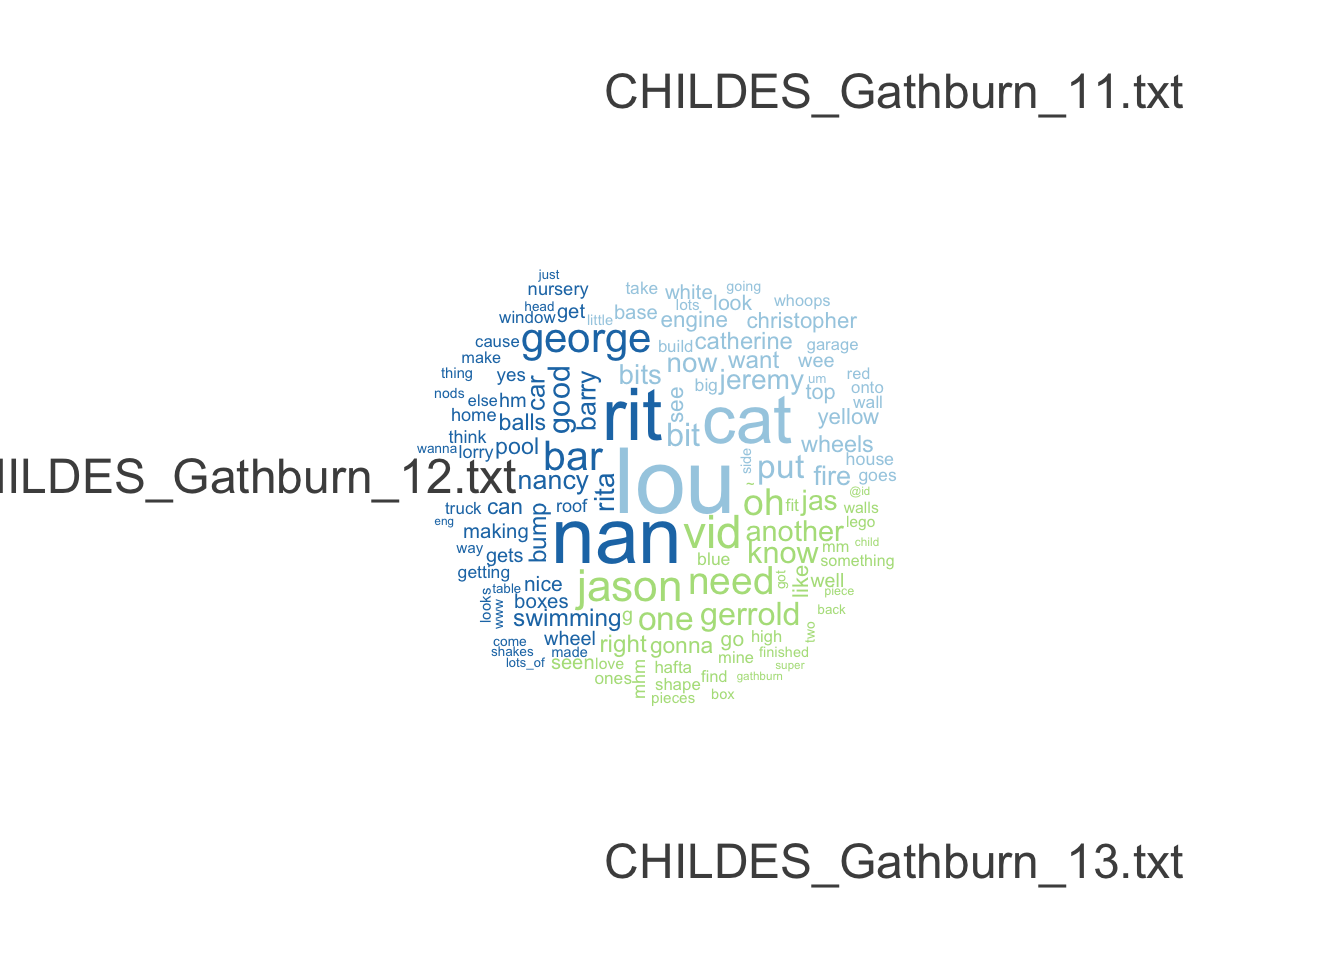 CHILDES_Gathburn_11.txt
just
nursery take white going
head get little base lots look whoops
window engine christopher
cause george build catherine garage
make bits now want wee
thing yes car good barry big jeremy um red
nods else hm see top onto
home balls rit bit cat yellow wall
think pool wheels
wanna lorry bar side house
ILDES_Gathburn_12.txt nancy rita lou ~ put fire goes
truck can roof oh fit jas @id
eng bump nan vid another walls
making lego
way gets know mm child
getting blue something
looks table nice jason need got like well
www boxes piece
swimming g one gerrold back
come wheel right gonna go high two
shakes made mine finished
lots_of seen love mhm hafta super
ones shape find gathburn
pieces box
CHILDES_Gathburn_13.txt